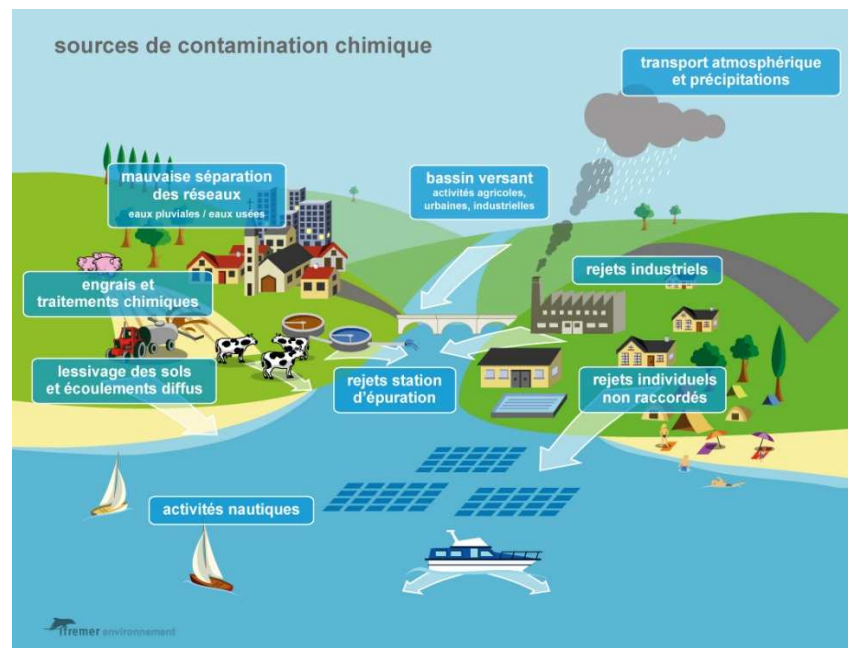 sources de contamination chimique
transport atmosphérique
et précipitations
mauvaise séparation
des réseaux
eaux pluviales / eaux usées
bassin versant
activités agricoles,
urbaines, industrielles
engrais et
traitements chimiques
rejets industriels
lessivage des sols
et écoulements diffus
rejets station
d'épuration
rejets individuels
non raccordés
activités nautiques
ifremer environnement